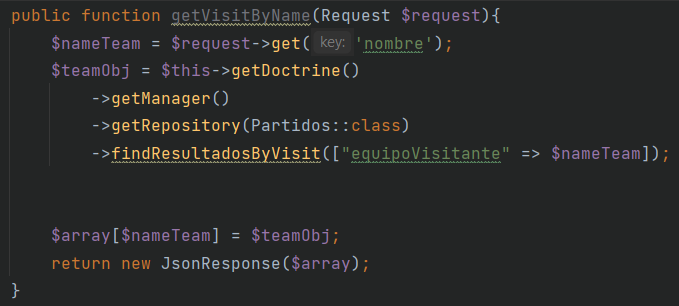 public function getVisitByName(Request $request){
    $nameTeam = $request->get( key: 'nombre');
    $teamObj = $this->getDoctrine()
        ->getManager()
        ->getRepository(Partidos::class)
        ->findResultadosByVisit(["equipoVisitante" => $nameTeam]);
    $array[$nameTeam] = $teamObj;
    return new JsonResponse($array);
}